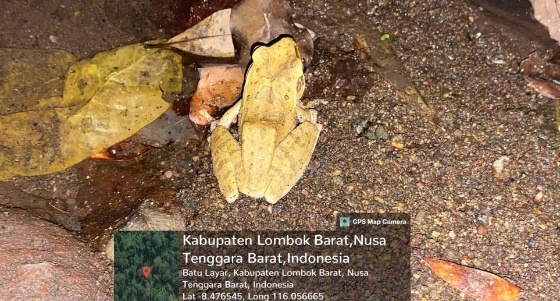 GPS Map Camera
Kabupaten Lombok Barat,Nusa
Tenggara Barat,Indonesia
Batu Layar, Kabupaten Lombok Barat, Nusa
Tenggara Barat, Indonesia
Lat -8.476545, Long 116.056665